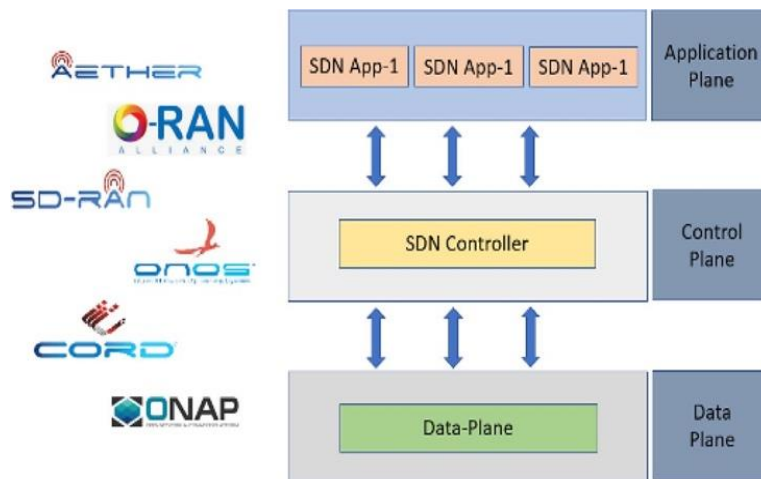 AETHER
O-RAN
ALLIANCE
SD-RAN
onos
CORD
ONAP
SDN App-1
SDN App-1
SDN App-1
Application
Plane
SDN Controller
Control
Plane
Data-Plane
Data
Plane